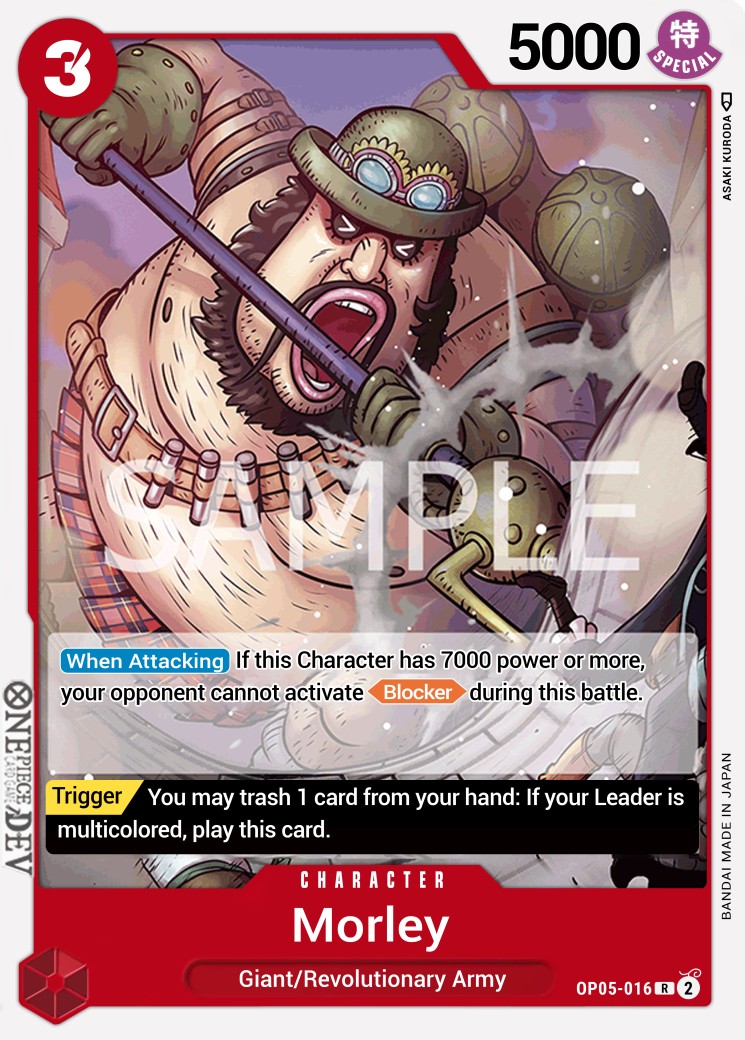 3
5000
特
SPECIAL
ASAKI KURODA
SAMPLE
When Attacking If this Character has 7000 power or more,
your opponent cannot activate Blocker during this battle.
Trigger You may trash 1 card from your hand: If your Leader is
multicolored, play this card.
CHARACTER
Morley
Giant/Revolutionary Army
OP05-016 R 2
ONE PIECE.DEV
CARD GAME
BANDAI MADE IN JAPAN